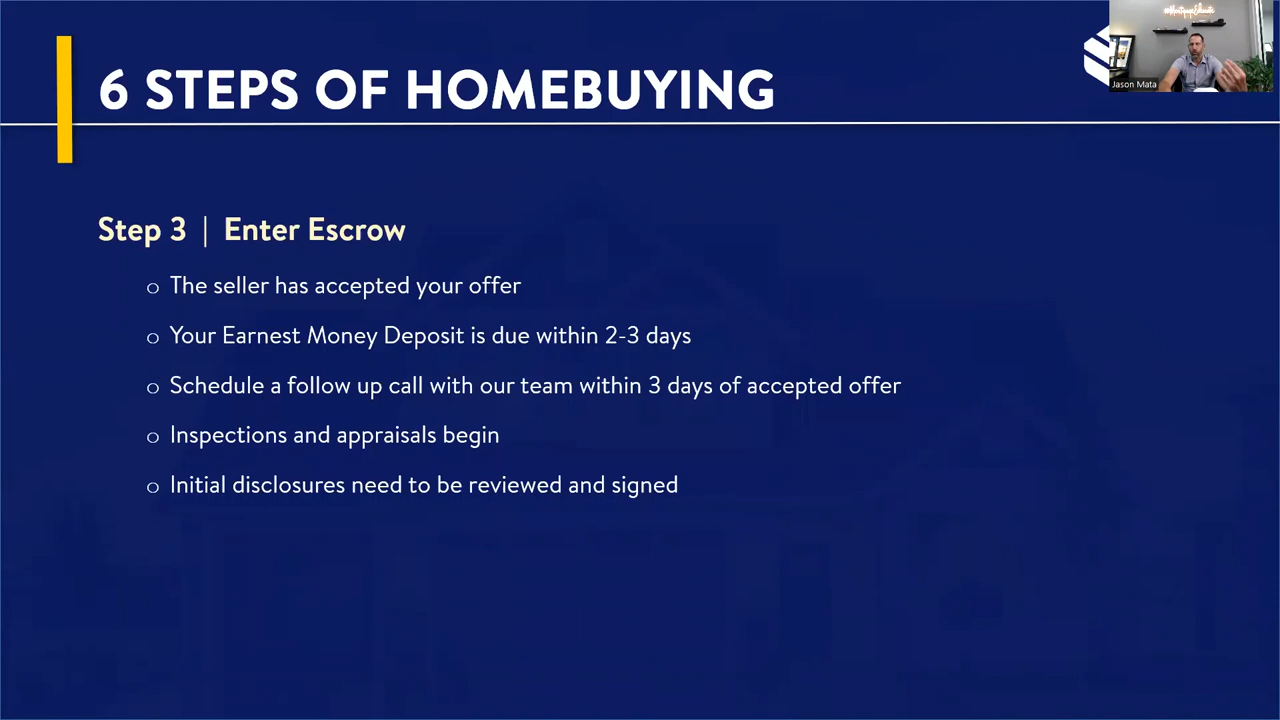 6 STEPS OF HOMEBUYING
Jason Mata
Step 3 | Enter Escrow
o The seller has accepted your offer
o Your Earnest Money Deposit is due within 2-3 days
o Schedule a follow up call with our team within 3 days of accepted offer
o Inspections and appraisals begin
o Initial disclosures need to be reviewed and signed